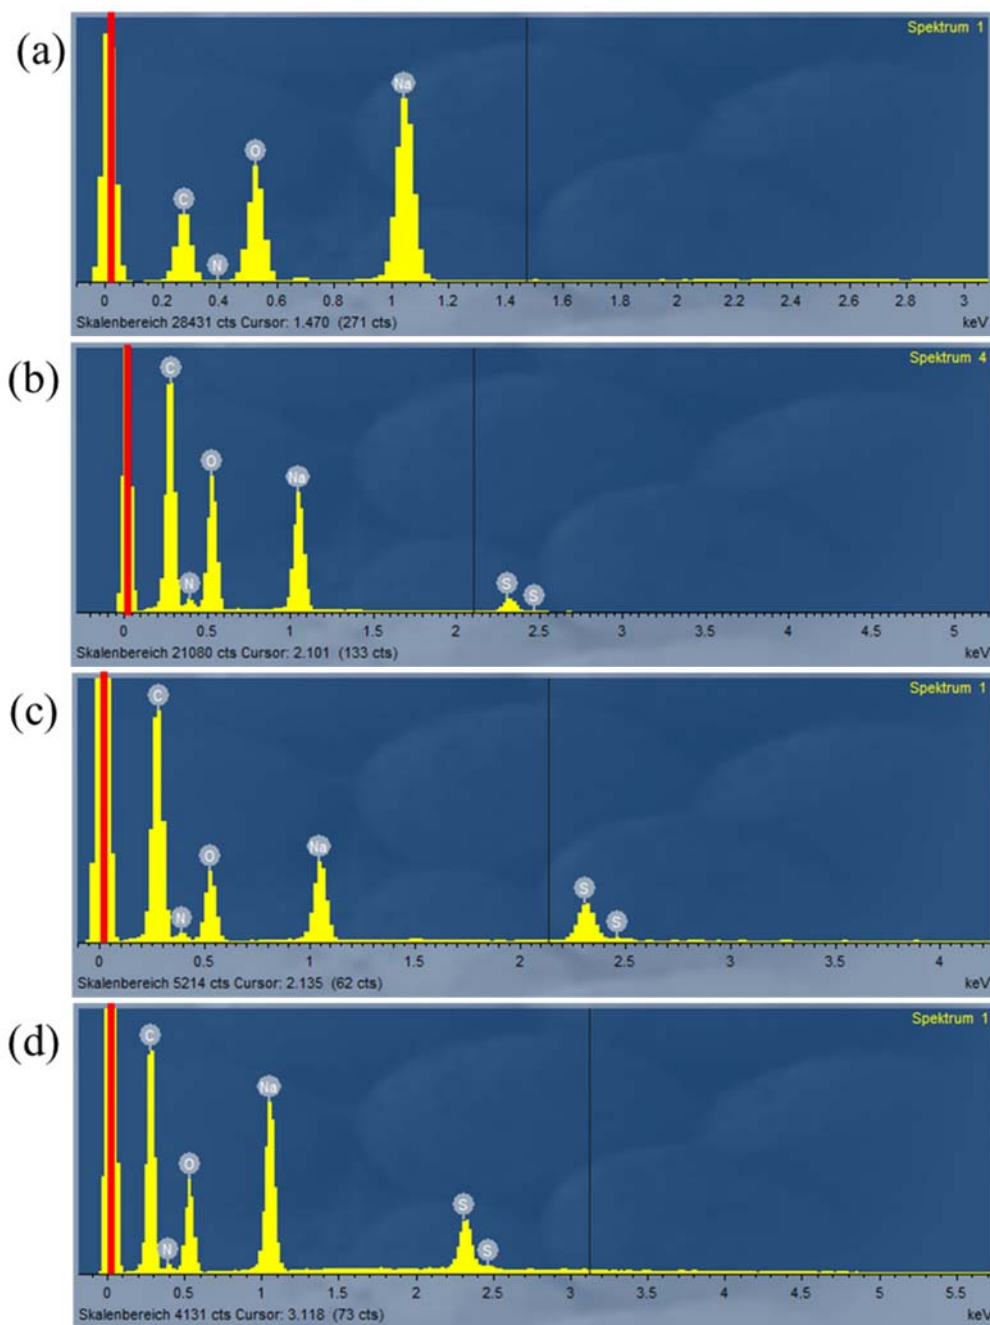 (a)
Spektrum 1
Na
O
C
N
0 0.2 0.4 0.6 0.8 1 1.2 1.4 1.6 1.8 2 2.2 2.4 2.6 2.8 3
Skalenbereich 28431 cts Cursor: 1.470 (271 cts) keV
(b)
Spektrum 4
C
O
Na
N
S
S
0 0.5 1 1.5 2 2.5 3 3.5 4 4.5 5
Skalenbereich 21080 cts Cursor: 2.101 (133 cts) keV
(c)
Spektrum 1
C
Na
O
S
N
S
0 0.5 1 1.5 2 2.5 3 3.5 4
Skalenbereich 5214 cts Cursor: 2.135 (62 cts) keV
(d)
Spektrum 1
C
Na
O
S
N
S
0 0.5 1 1.5 2 2.5 3 3.5 4 4.5 5 5.5
Skalenbereich 4131 cts Cursor: 3.118 (73 cts) keV